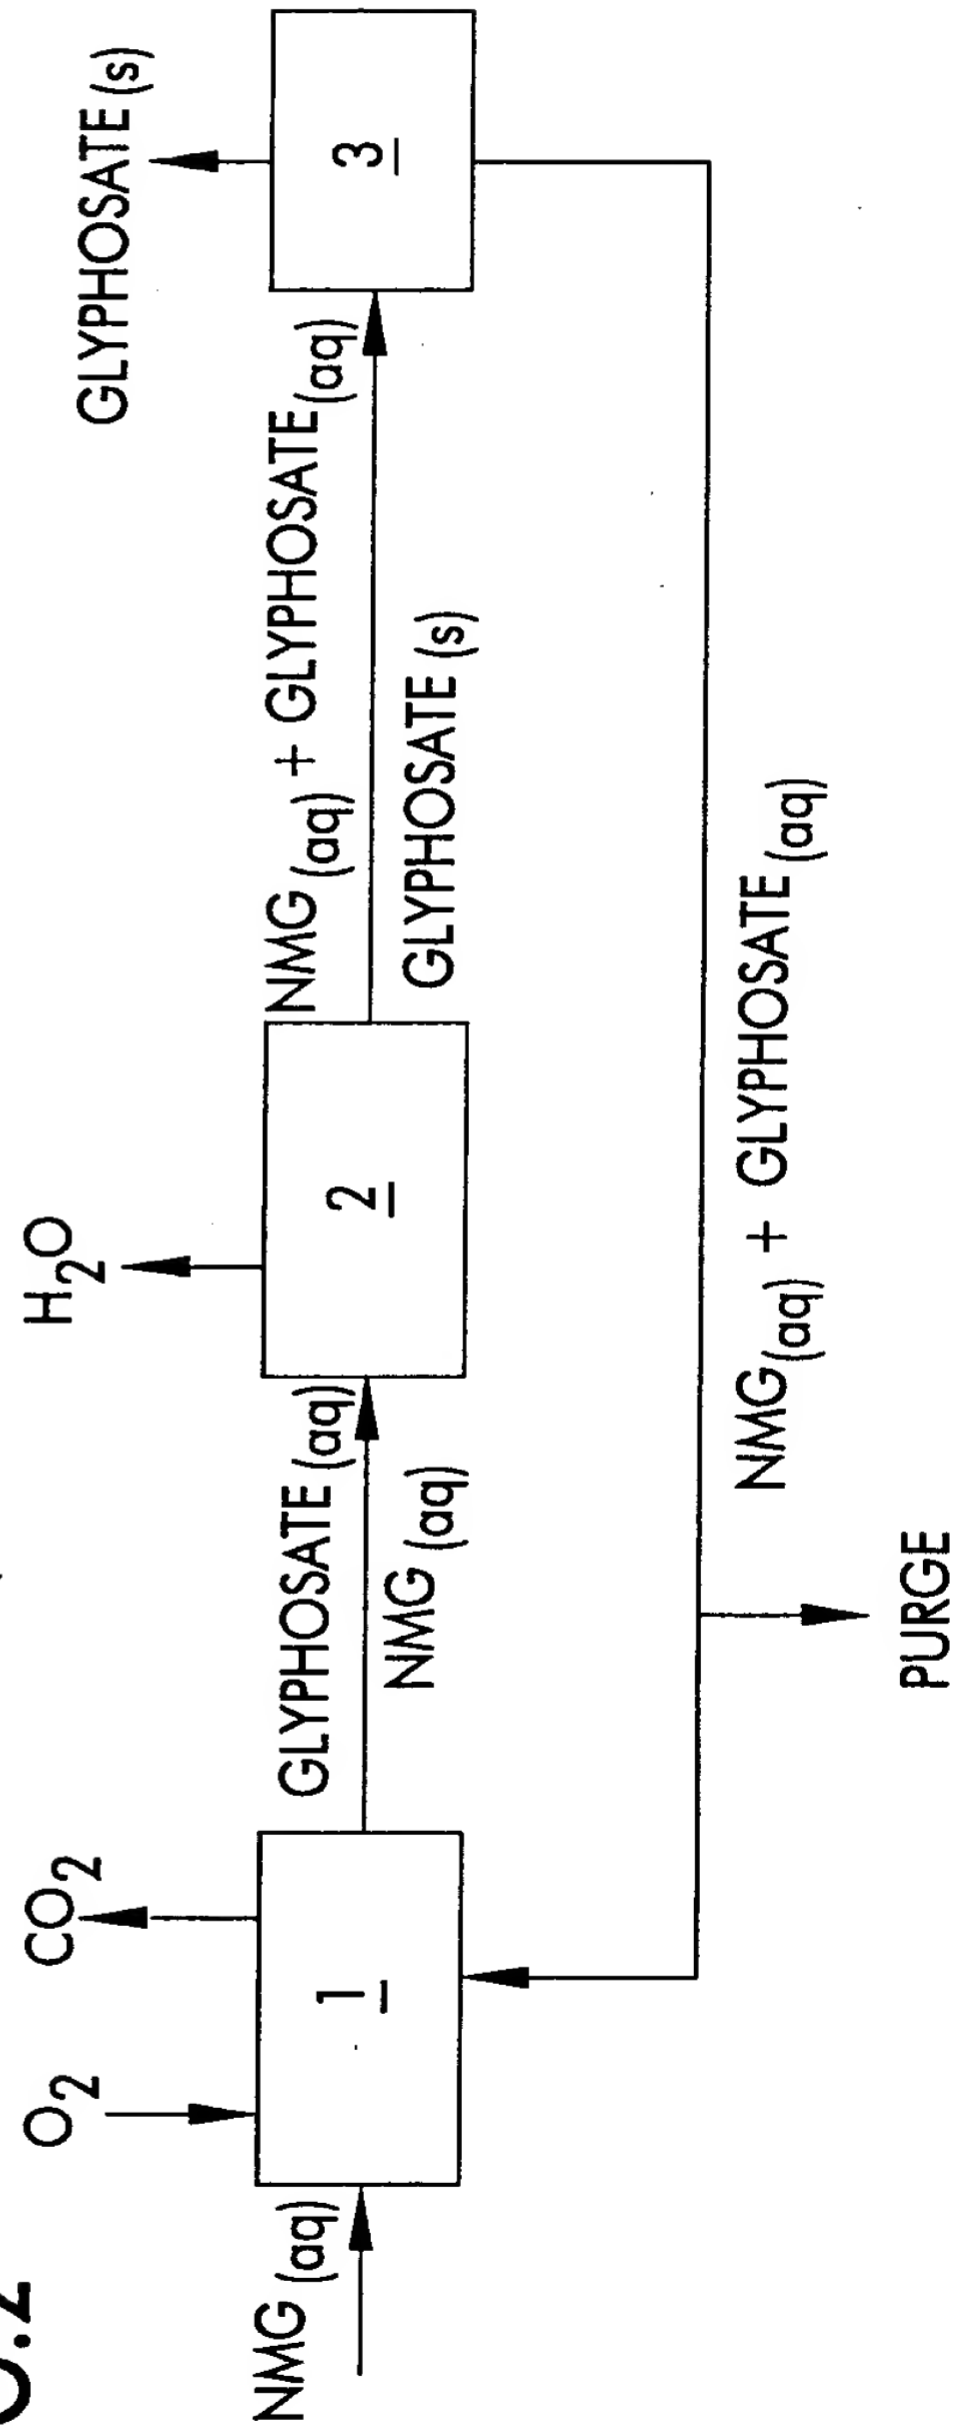 O2
CO2
H2O
GLYPHOSATE (s)
NMG (aq)
1
GLYPHOSATE (aq)
NMG (aq)
2
NMG (aq) + GLYPHOSATE (aq)
GLYPHOSATE (s)
3
NMG (aq) + GLYPHOSATE (aq)
PURGE